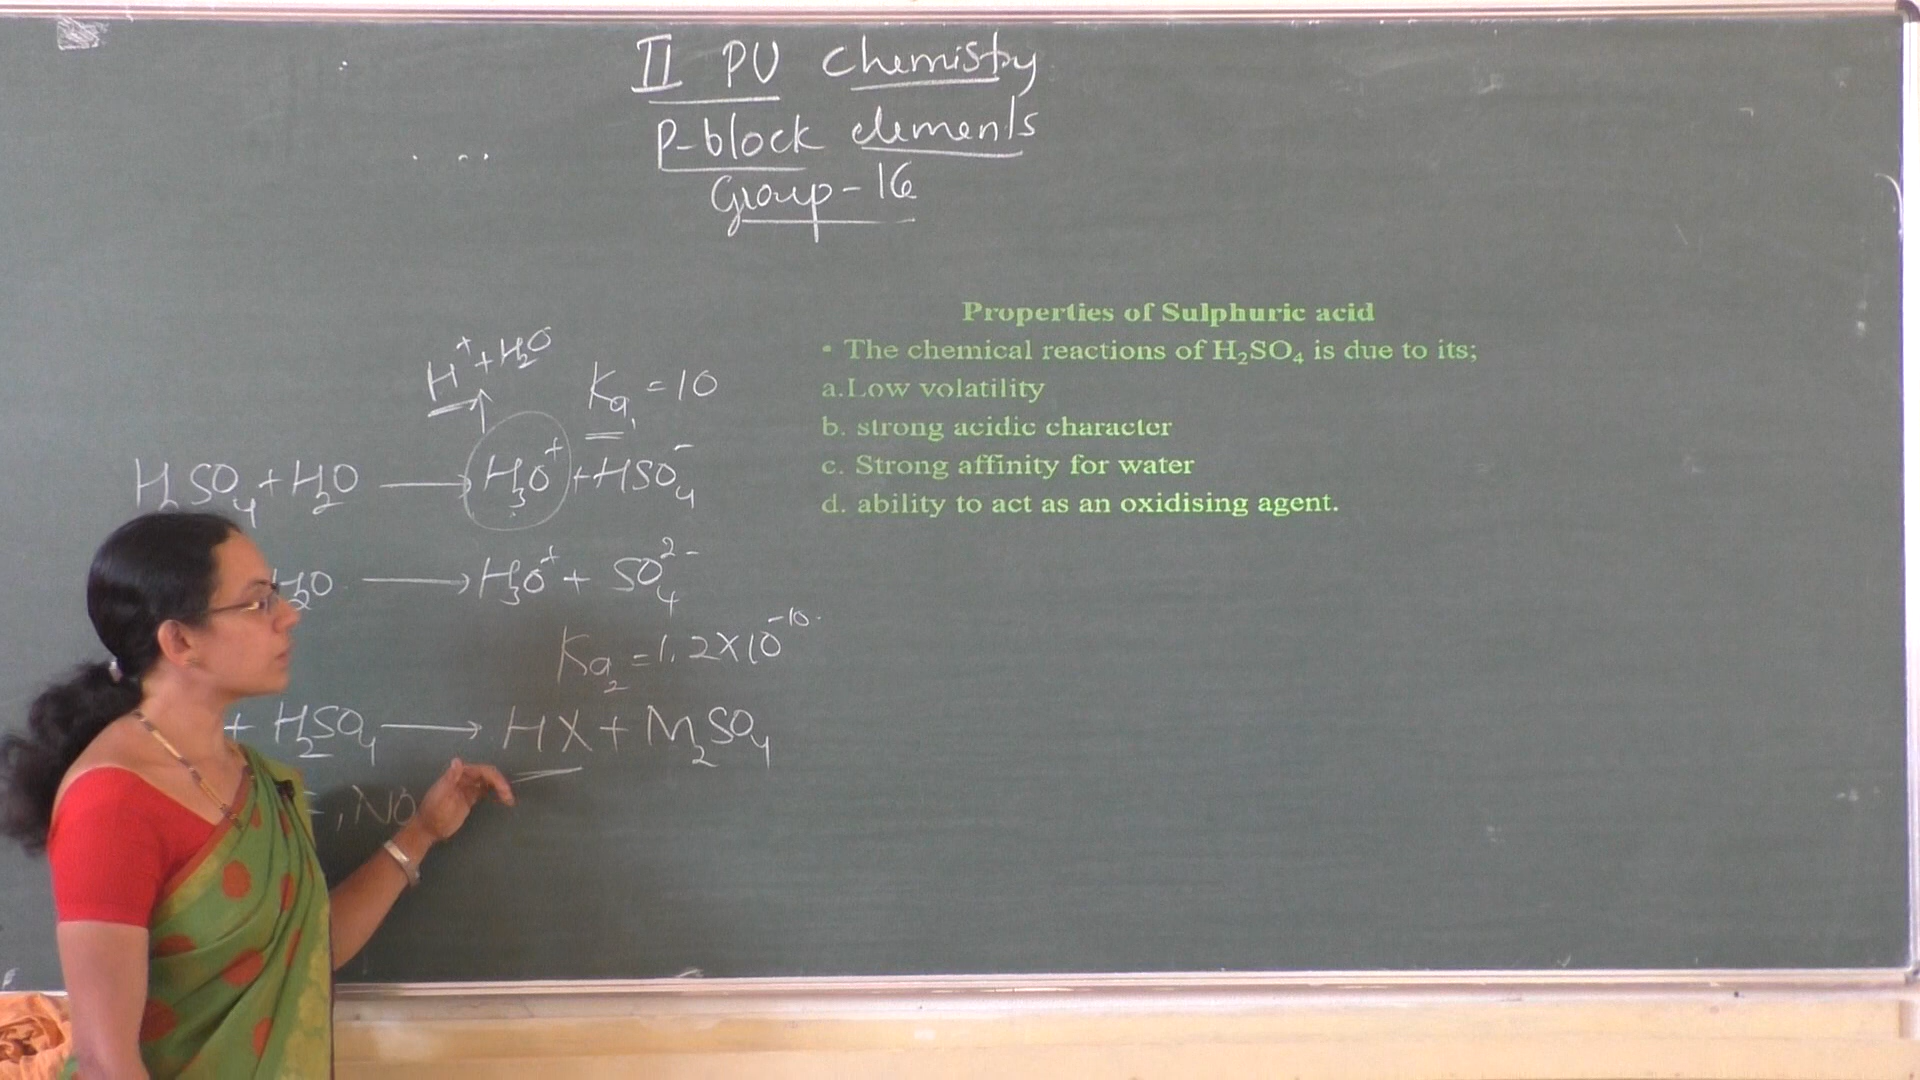 II PU Chemistry
P-block elements
Group-16
H⁺ + H₂O
Ka₁ = 10
H₂SO₄ + H₂O ⟶ H₃O⁺ + HSO₄⁻
H₂O ⟶ H₃O⁺ + SO₄²⁻
Ka₂ = 1.2 X 10⁻¹⁰
+ H₂SO₄ ⟶ HX + M₂SO₄
, NO
Properties of Sulphuric acid
• The chemical reactions of H₂SO₄ is due to its;
a.Low volatility
b. strong acidic character
c. Strong affinity for water
d. ability to act as an oxidising agent.